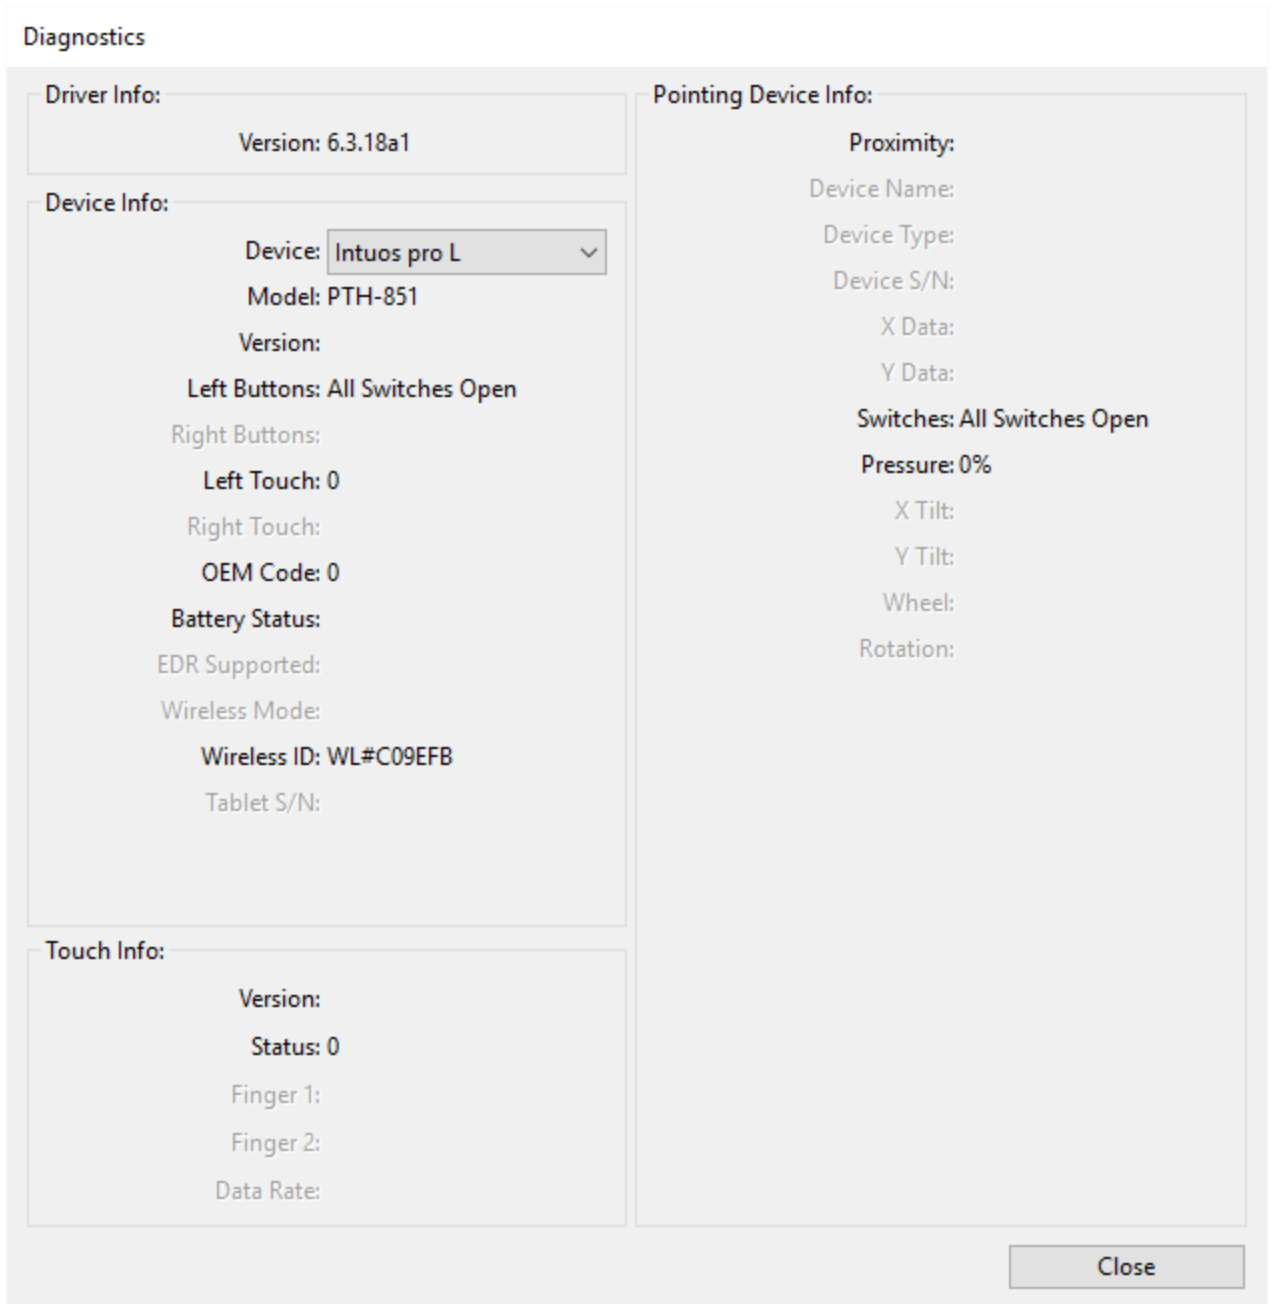 Diagnostics
Driver Info:
Version: 6.3.18a1
Device Info:
Device: Intuos pro L
Model: PTH-851
Version:
Left Buttons: All Switches Open
Right Buttons:
Left Touch: 0
Right Touch:
OEM Code: 0
Battery Status:
EDR Supported:
Wireless Mode:
Wireless ID: WL#C09EFB
Tablet S/N:
Touch Info:
Version:
Status: 0
Finger 1:
Finger 2:
Data Rate:
Pointing Device Info:
Proximity:
Device Name:
Device Type:
Device S/N:
X Data:
Y Data:
Switches: All Switches Open
Pressure: 0%
X Tilt:
Y Tilt:
Wheel:
Rotation:
Close